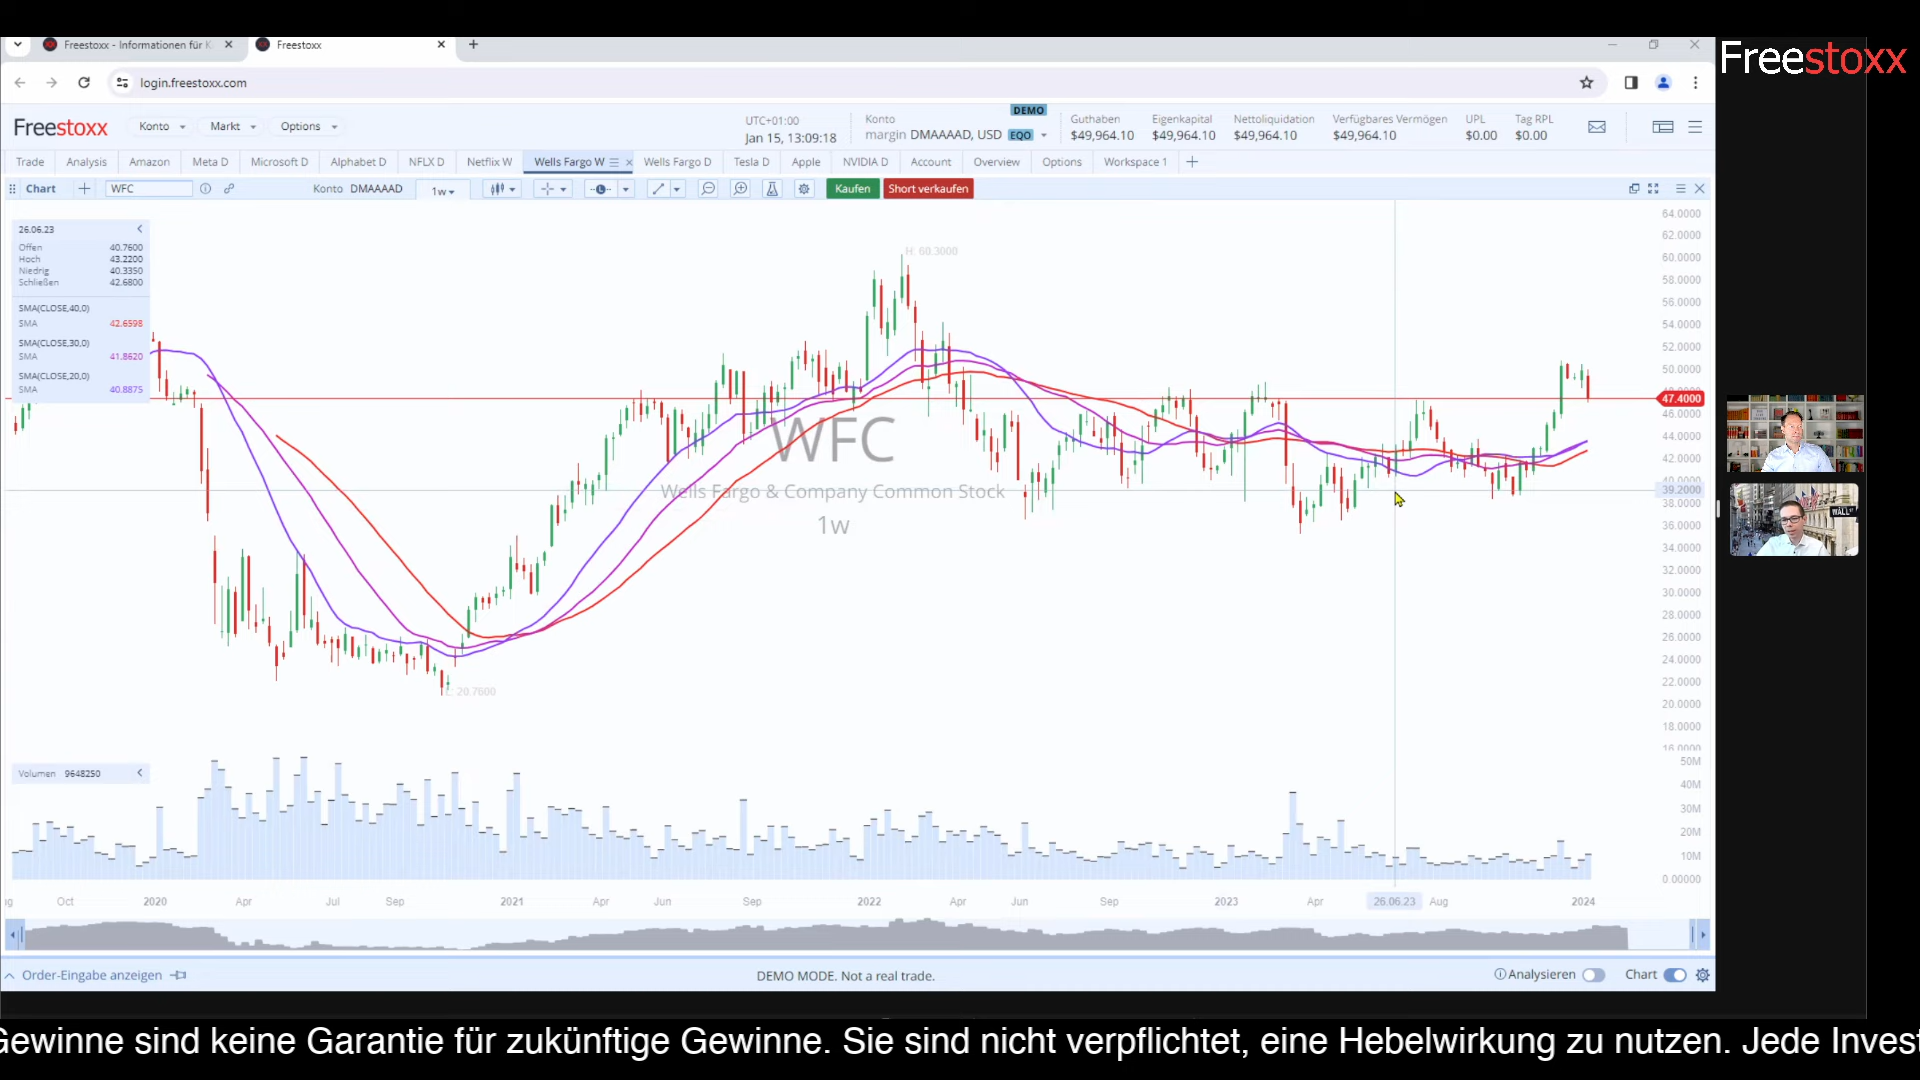 Freestoxx - Informationen für K
Freestoxx
Freestoxx
login.freestoxx.com
DEMO
Freestoxx
Konto
Markt
Options
UTC+01:00
Jan 15, 13:09:18
Konto
margin DMAAAAD, USD EQO
Guthaben
$49,964.10
Eigenkapital
$49,964.10
Nettoliquidation
$49,964.10
Verfügbares Vermögen
$49,964.10
UPL
$0.00
Tag RPL
$0.00
Trade Analysis Amazon Meta D Microsoft D Alphabet D NFLX D Netflix W Wells Fargo W Wells Fargo D Tesla D Apple NVIDIA D Account Overview Options Workspace 1
Chart WFC Konto DMAAAAD 1w Kaufen Short verkaufen
26.06.23
Offen 40.7600
Hoch 43.2200
Niedrig 40.3350
Schließen 42.6800
SMA(CLOSE,40,0)
SMA 42.6598
SMA(CLOSE,30,0)
SMA 41.8620
SMA(CLOSE,20,0)
SMA 40.8875
H: 60.3000
WFC
Wells Fargo & Company Common Stock
1w
20.7600
64.0000
62.0000
60.0000
58.0000
56.0000
54.0000
52.0000
50.0000
47.4000
46.0000
44.0000
42.0000
39.2000
38.0000
36.0000
34.0000
32.0000
30.0000
28.0000
26.0000
24.0000
22.0000
20.0000
18.0000
16.0000
WALL
Volumen 9648250
50M
40M
30M
20M
10M
0.00000
Oct 2020 Apr Jul Sep 2021 Apr Jun Sep 2022 Apr Jun Sep 2023 Apr 26.06.23 Aug 2024
Order-Eingabe anzeigen
DEMO MODE. Not a real trade.
Analysieren
Chart
Gewinne sind keine Garantie für zukünftige Gewinne. Sie sind nicht verpflichtet, eine Hebelwirkung zu nutzen. Jede Invest